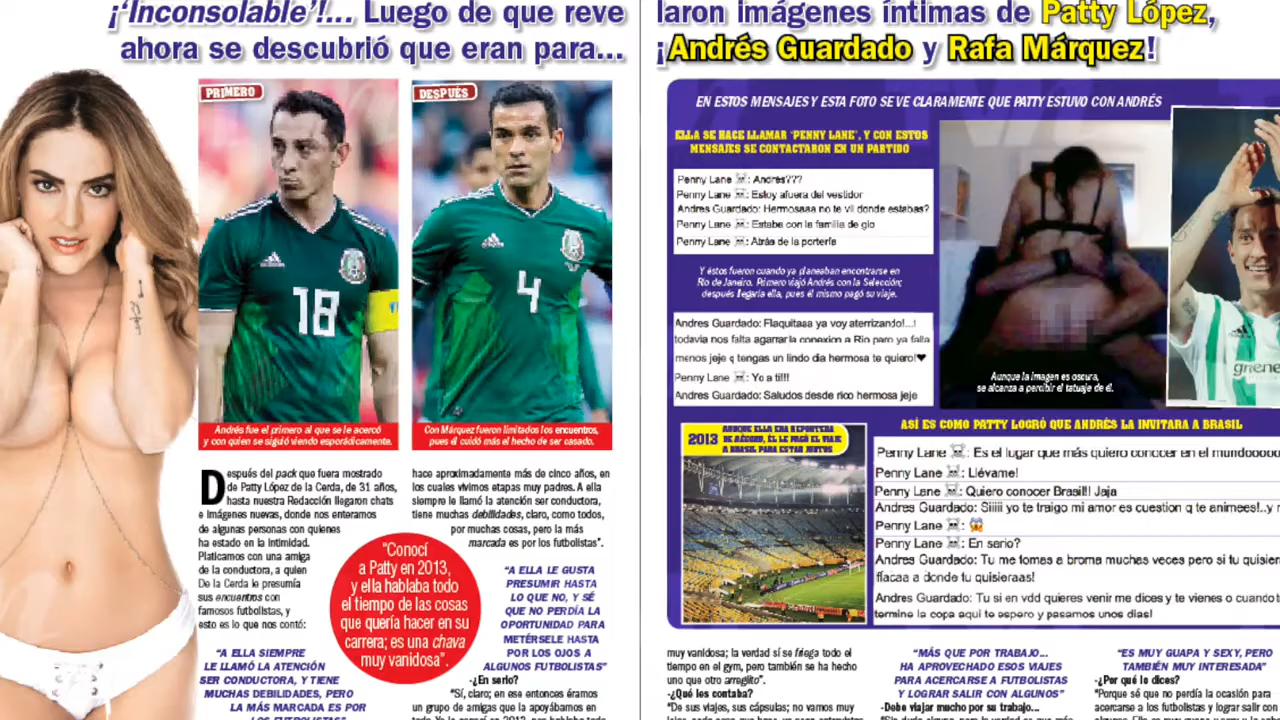 ¡'Inconsolable'!... Luego de que reve
ahora se descubrió que eran para...
laron imágenes íntimas de Patty López,
¡Andrés Guardado y Rafa Márquez!
PRIMERO
18
Andrés fue el primero al que se le acercó
y con quien se siguió viendo esporádicamente.
DESPUÉS
4
Con Márquez fueron limitados los encuentros,
pues él cuidó más el hecho de ser casado.
Después del pack que fuera mostrado
de Patty López de la Cerda, de 31 años,
hasta nuestra Redacción llegaron chats
e imágenes nuevas, donde nos enteramos
de algunas personas con quienes
ha estado en la intimidad.
Platicamos con una amiga
de la conductora, a quien
De la Cerda le presumía
sus encuentros con
famosos futbolistas, y
esto es lo que nos contó:
"A ELLA SIEMPRE
LE LLAMÓ LA ATENCIÓN
SER CONDUCTORA, Y TIENE
MUCHAS DEBILIDADES, PERO
LA MÁS MARCADA ES POR
LOS FUTBOLISTAS"
"Conocí
a Patty en 2013,
y ella hablaba todo
el tiempo de las cosas
que quería hacer en su
carrera; es una chava
muy vanidosa".
hace aproximadamente más de cinco años, en
los cuales vivimos etapas muy padres. A ella
siempre le llamó la atención ser conductora,
tiene muchas debilidades, claro, como todos,
por muchas cosas, pero la más
marcada es por los futbolistas".
"A ELLA LE GUSTA
PRESUMIR HASTA
LO QUE NO, Y SÉ
QUE NO PERDÍA LA
OPORTUNIDAD PARA
METÉRSELE HASTA
POR LOS OJOS A
ALGUNOS FUTBOLISTAS"
-¿En serio?
"Sí, claro; en ese entonces éramos
un grupo de amigas que la apoyábamos en
EN ESTOS MENSAJES Y ESTA FOTO SE VE CLARAMENTE QUE PATTY ESTUVO CON ANDRÉS
ELLA SE HACE LLAMAR 'PENNY LANE', Y CON ESTOS
MENSAJES SE CONTACTARON EN UN PARTIDO
Penny Lane ☠: Andrés???
Penny Lane ☠: Estoy afuera del vestidor
Andres Guardado: Hermosaaa no te vii donde estabas?
Penny Lane ☠: Estaba con la familia de gio
Penny Lane ☠: Atrás de la portería
Y éstos fueron cuando ya planeaban encontrarse en
Río de Janeiro. Primero viajó Andrés con la Selección;
después llegaría ella, pues él mismo pagó su viaje.
Andres Guardado: Flaquitaaa ya voy aterrizando!...!
todavia nos falta agarrar la conexion a Rio pero ya falta
menos jeje q tengas un lindo dia hermosa te quiero!❤
Penny Lane ☠: Yo a ti!!!
Andres Guardado: Saludos desde rico hermosa jeje
Aunque la imagen es oscura,
se alcanza a percibir el tatuaje de él.
greene
2013
AUNQUE ELLA ERA REPORTERA
DE RÉCORD, ÉL LE PAGÓ EL VIAJE
A BRASIL PARA ESTAR JUNTOS
ASÍ ES COMO PATTY LOGRÓ QUE ANDRÉS LA INVITARA A BRASIL
Penny Lane ☠: Es el lugar que más quiero conocer en el mundooooo
Penny Lane ☠: Llévame!
Penny Lane ☠: Quiero conocer Brasil!! Jaja
Andrés Guardado: Siiiii yo te traigo mi amor es cuestion q te animees!..y
Penny Lane ☠: 😱
Penny Lane ☠: En serio?
Andrés Guardado: Tu me tomas a broma muchas veces pero si tu quisier
flacaa a donde tu quisieraas!
Andrés Guardado: Tu si en vdd quieres venir me dices y te vienes o cuando
termine la copa aqui te espero y pasamos unos dias!
muy vanidosa; la verdad sí se friega todo el
tiempo en el gym, pero también se ha hecho
uno que otro arreglito".
-¿Qué les contaba?
"De sus viajes, sus cápsulas; no vamos muy
"MÁS QUE POR TRABAJO...
HA APROVECHADO ESOS VIAJES
PARA ACERCARSE A FUTBOLISTAS
Y LOGRAR SALIR CON ALGUNOS"
-Debe viajar mucho por su trabajo...
"ES MUY GUAPA Y SEXY, PERO
TAMBIÉN MUY INTERESADA"
-¿Por qué lo dices?
"Porque sé que no perdía la ocasión para
acercarse a los futbolistas y lograr salir con